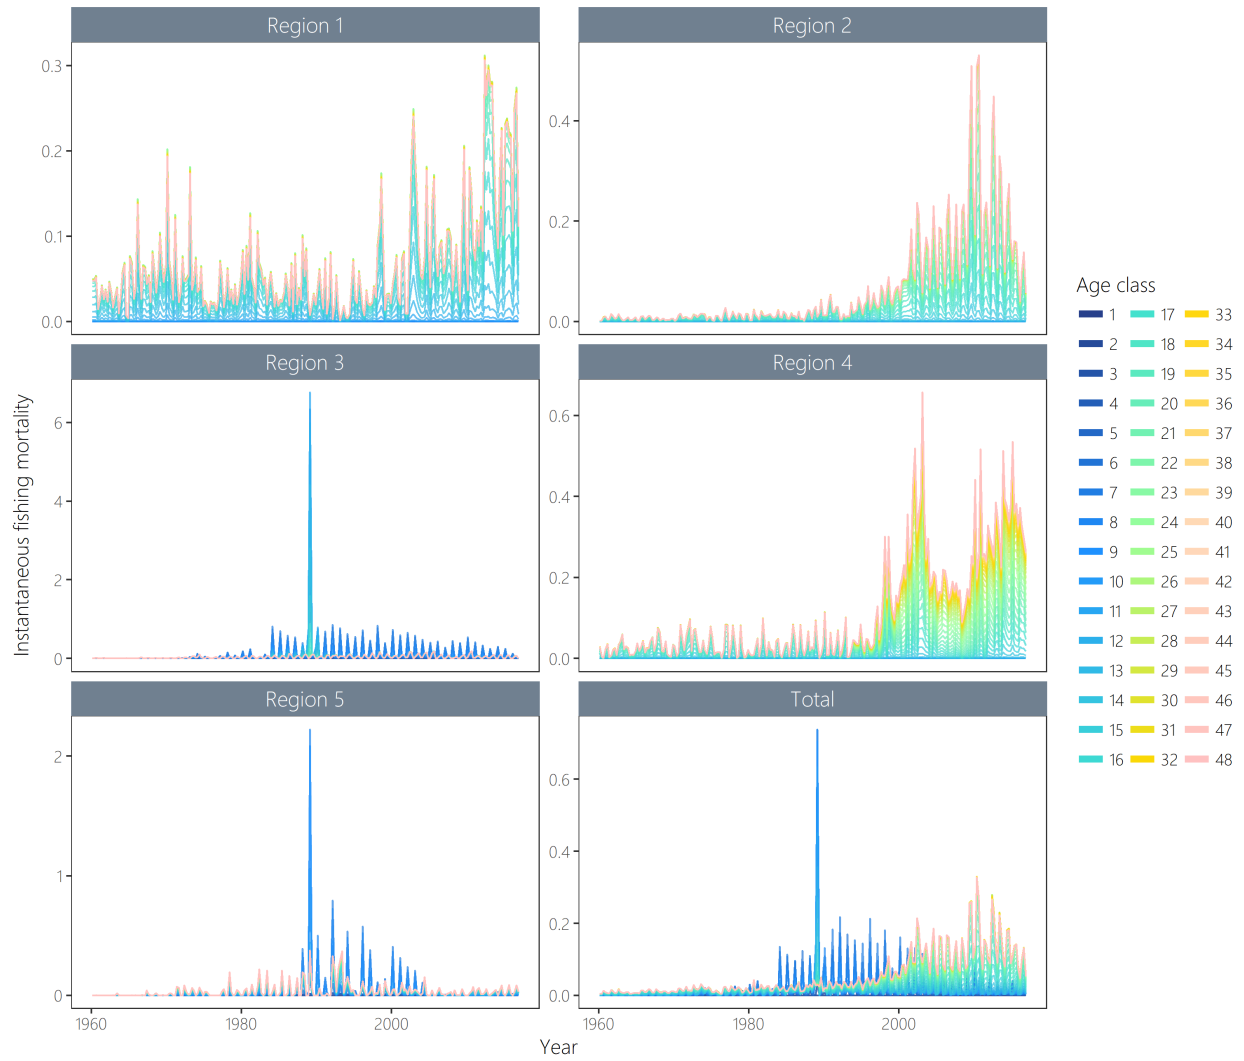 Region 1
Region 2
0.3
0.2
0.1
0.0
0.4
0.2
0.0
Region 3
Region 4
6
4
2
0
0.6
0.4
0.2
0.0
Region 5
Total
2
1
0
0.6
0.4
0.2
0.0
1960 1980 2000
1960 1980 2000
Year
Instantaneous fishing mortality
Age class
1 17 33
2 18 34
3 19 35
4 20 36
5 21 37
6 22 38
7 23 39
8 24 40
9 25 41
10 26 42
11 27 43
12 28 44
13 29 45
14 30 46
15 31 47
16 32 48